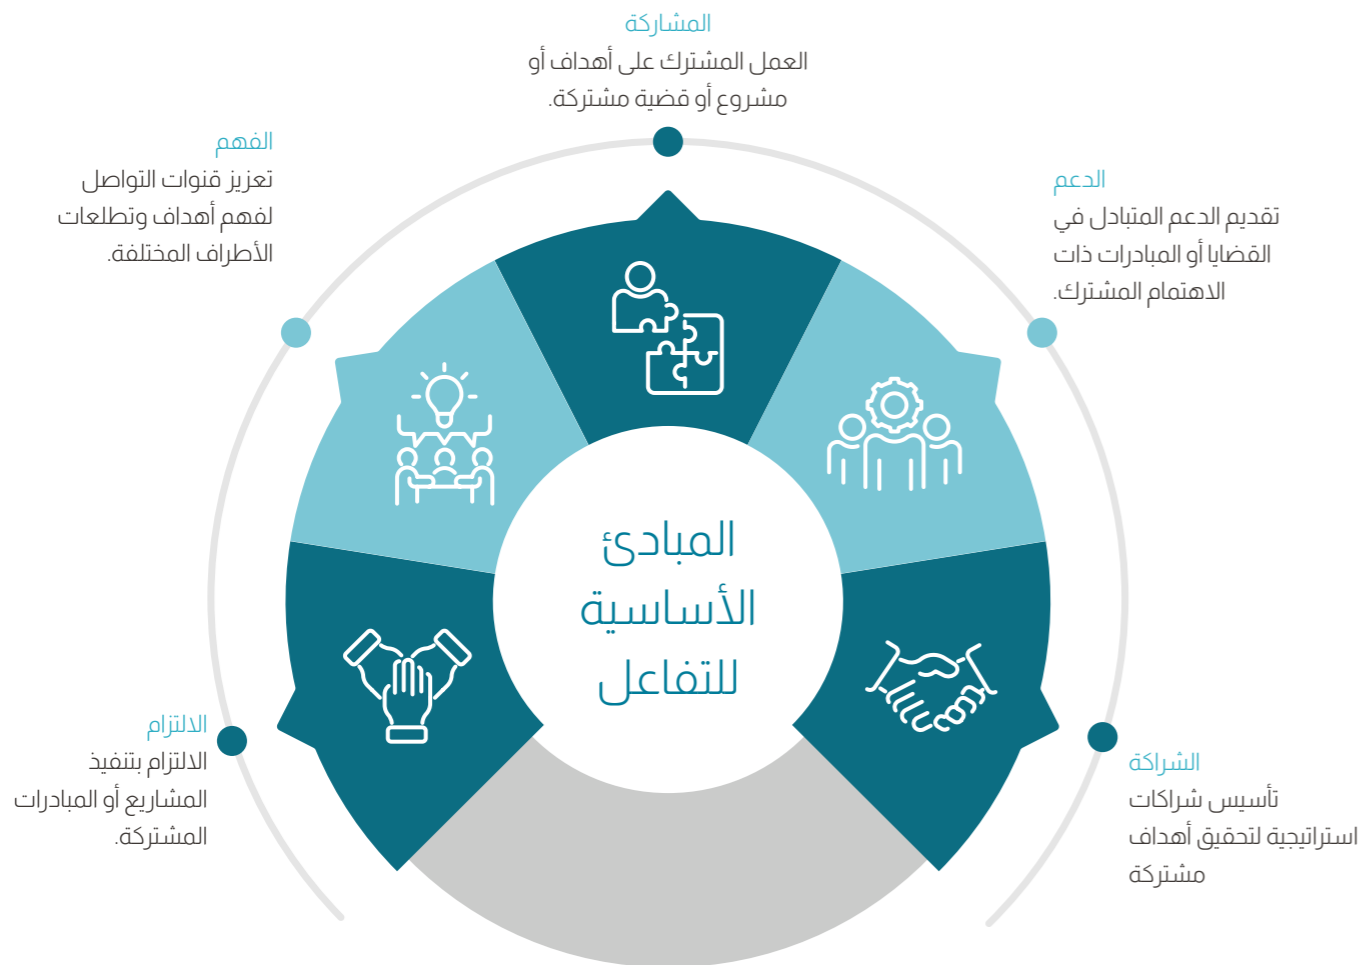 المشاركة
العمل المشترك على أهداف أو
مشروع أو قضية مشتركة.
الدعم
تقديم الدعم المتبادل في
القضايا أو المبادرات ذات
الاهتمام المشترك.
الفهم
تعزيز قنوات التواصل
لفهم أهداف وتطلعات
الأطراف المختلفة.
المبادئ
الأساسية
للتفاعل
الشراكة
تأسيس شراكات
استراتيجية لتحقيق أهداف
مشتركة
الالتزام
الالتزام بتنفيذ
المشاريع أو المبادرات
المشتركة.